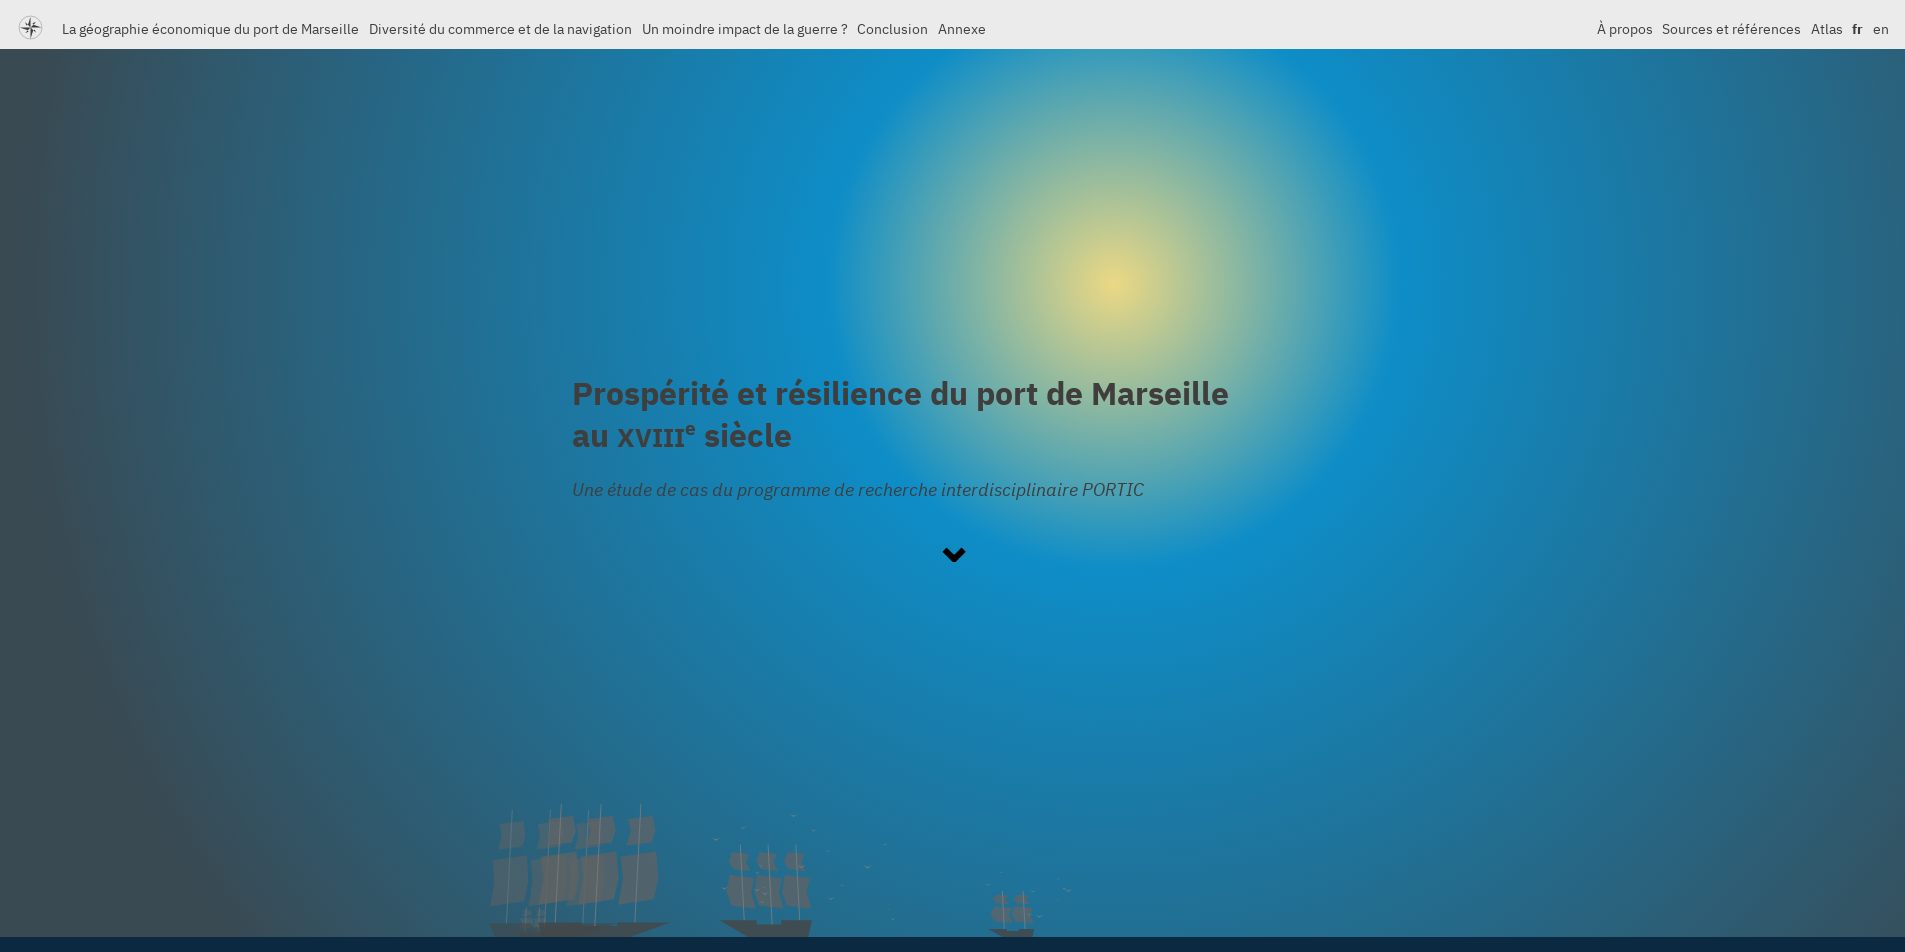 La géographie économique du port de Marseille Diversité du commerce et de la navigation Un moindre impact de la guerre ? Conclusion Annexe À propos Sources et références Atlas fr en
Prospérité et résilience du port de Marseille
au XVIIIe siècle
Une étude de cas du programme de recherche interdisciplinaire PORTIC